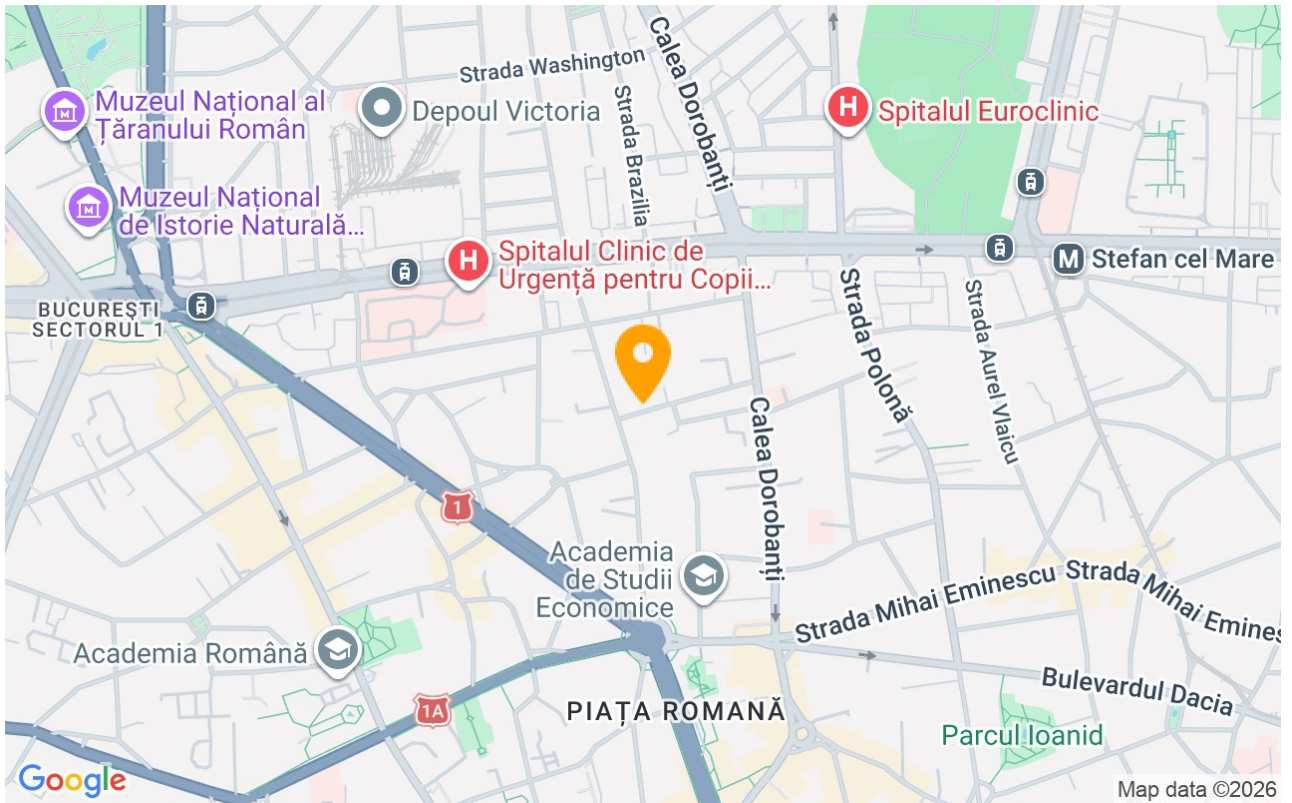 Strada Washington
Calea Dorobanți
Muzeul Național al
Țăranului Român
Depoul Victoria
Strada Brazilia
H
Spitalul Euroclinic
Muzeul Național
de Istorie Naturală...
H
Spitalul Clinic de
Urgență pentru Copii...
M
Stefan cel Mare
BUCUREȘTI
SECTORUL 1
Strada Polonă
Strada Aurel Vlaicu
Calea Dorobanți
1
Academia
de Studii
Economice
Strada Mihai Eminescu
Strada Mihai Emines
Academia Română
Bulevardul Dacia
1A
PIAȚA ROMANĂ
Parcul Ioanid
Google
Map data ©2026